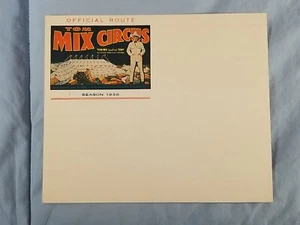 OFFICIAL ROUTE
TOM
MIX CIRCUS
SEASON 1936